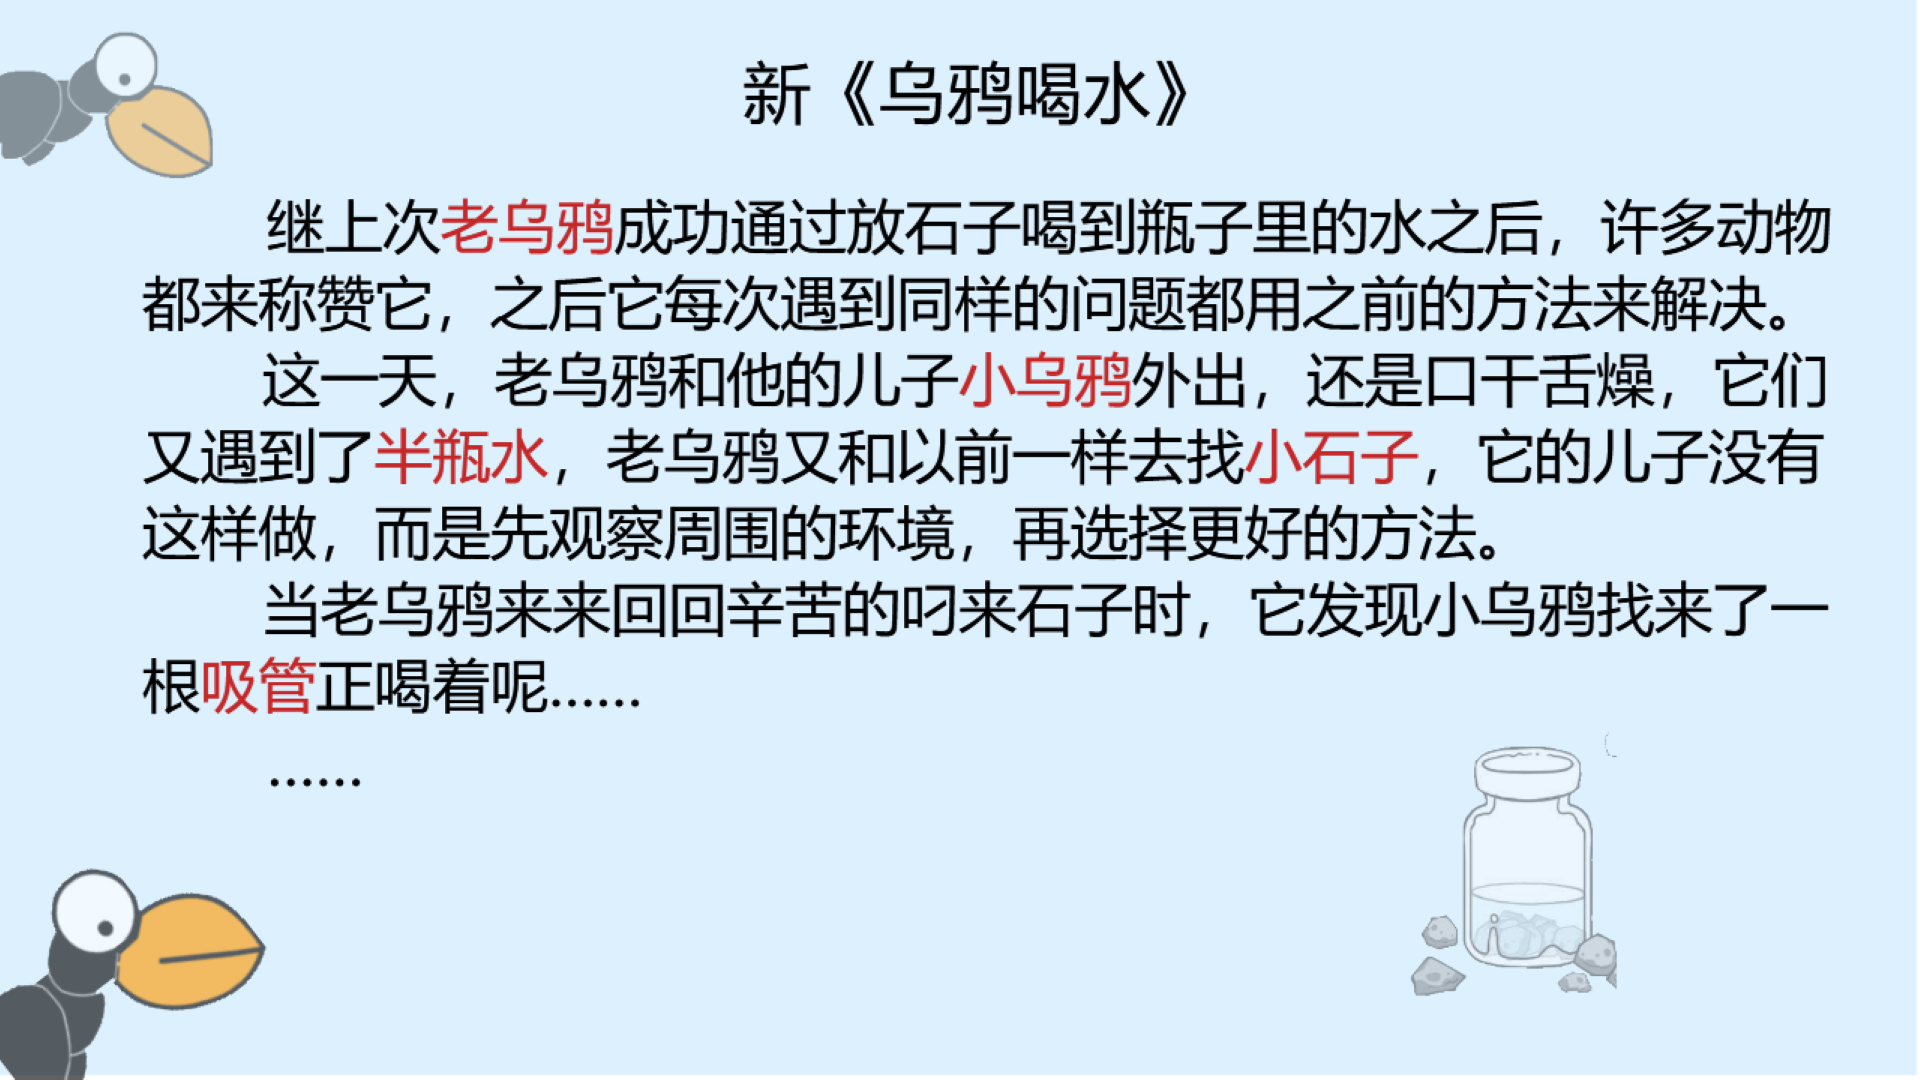 新《乌鸦喝水》
继上次老乌鸦成功通过放石子喝到瓶子里的水之后，许多动物
都来称赞它，之后它每次遇到同样的问题都用之前的方法来解决。
这一天，老乌鸦和他的儿子小乌鸦外出，还是口干舌燥，它们
又遇到了半瓶水，老乌鸦又和以前一样去找小石子，它的儿子没有
这样做，而是先观察周围的环境，再选择更好的方法。
当老乌鸦来来回回辛苦的叼来石子时，它发现小乌鸦找来了一
根吸管正喝着呢……
……